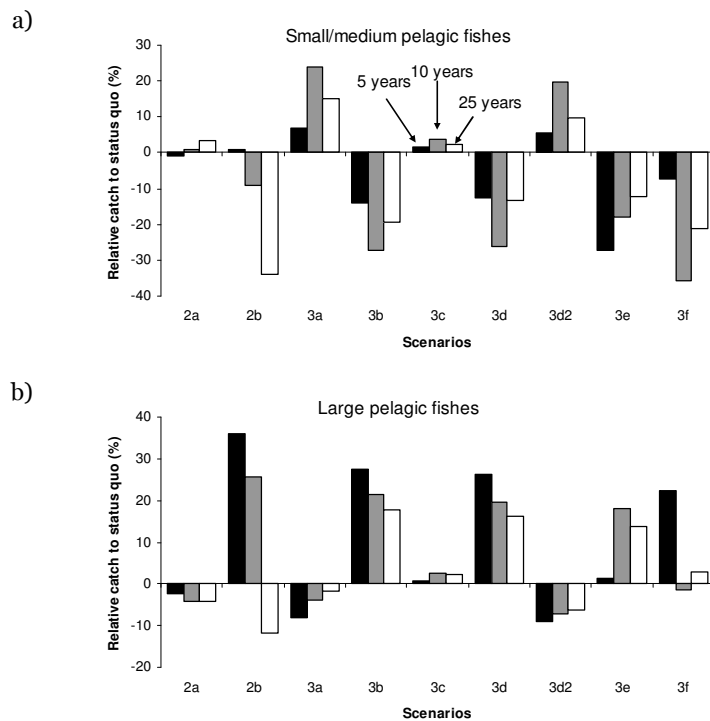 a)
Small/medium pelagic fishes
Relative catch to status quo (%)
30
20
10
0
-10
-20
-30
-40
5 years
10 years
25 years
2a 2b 3a 3b 3c 3d 3d2 3e 3f
Scenarios
b)
Large pelagic fishes
Relative catch to status quo (%)
40
30
20
10
0
-10
-20
2a 2b 3a 3b 3c 3d 3d2 3e 3f
Scenarios